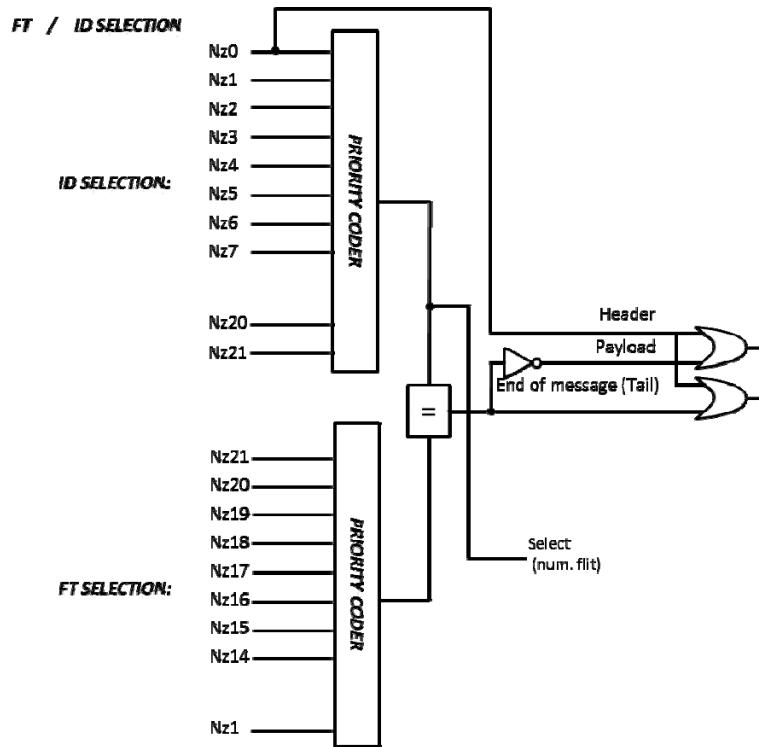 FT / ID SELECTION
Nz0
Nz1
Nz2
Nz3
Nz4
ID SELECTION:
Nz5
Nz6
Nz7
Nz20
Nz21
PRIORITY CODER
Header
Payload
End of message (Tail)
=
Nz21
Nz20
Nz19
Nz18
Nz17
FT SELECTION:
Nz16
Nz15
Nz14
Nz1
PRIORITY CODER
Select
(num. flit)